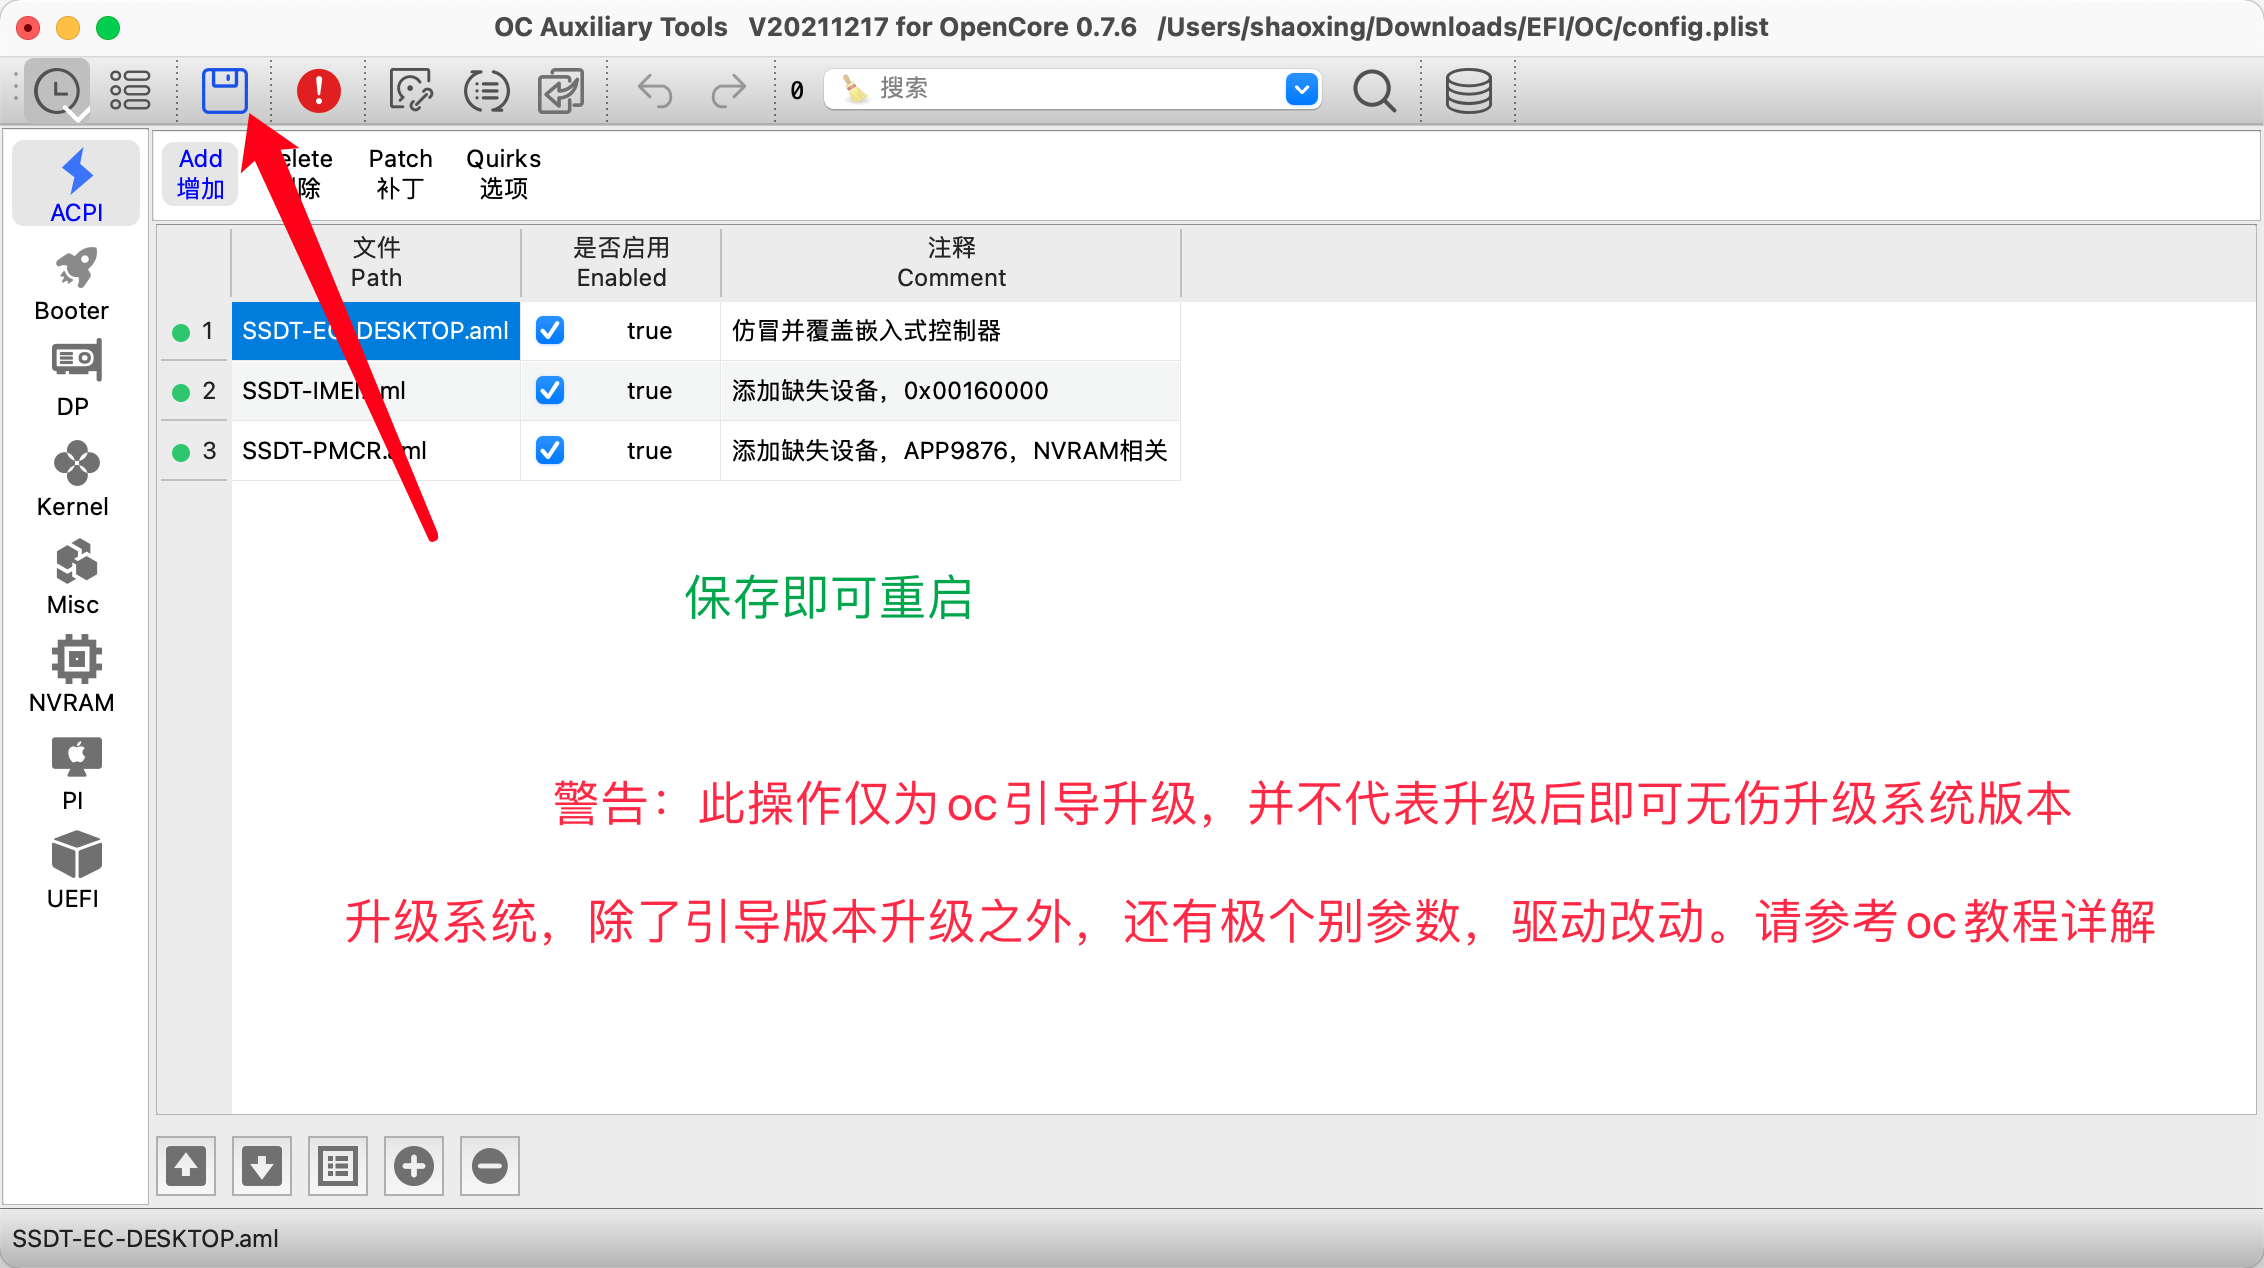 OC Auxiliary Tools   V20211217 for OpenCore 0.7.6   /Users/shaoxing/Downloads/EFI/OC/config.plist
0 搜索
ACPI
Booter
DP
Kernel
Misc
NVRAM
PI
UEFI
Add
增加
elete
除
Patch
补丁
Quirks
选项
文件
Path
是否启用
Enabled
注释
Comment
1 SSDT-EC-DESKTOP.aml true 仿冒并覆盖嵌入式控制器
2 SSDT-IMEI.aml true 添加缺失设备，0x00160000
3 SSDT-PMCR.aml true 添加缺失设备，APP9876，NVRAM相关
保存即可重启
警告：此操作仅为oc引导升级，并不代表升级后即可无伤升级系统版本
升级系统，除了引导版本升级之外，还有极个别参数，驱动改动。请参考oc教程详解
SSDT-EC-DESKTOP.aml